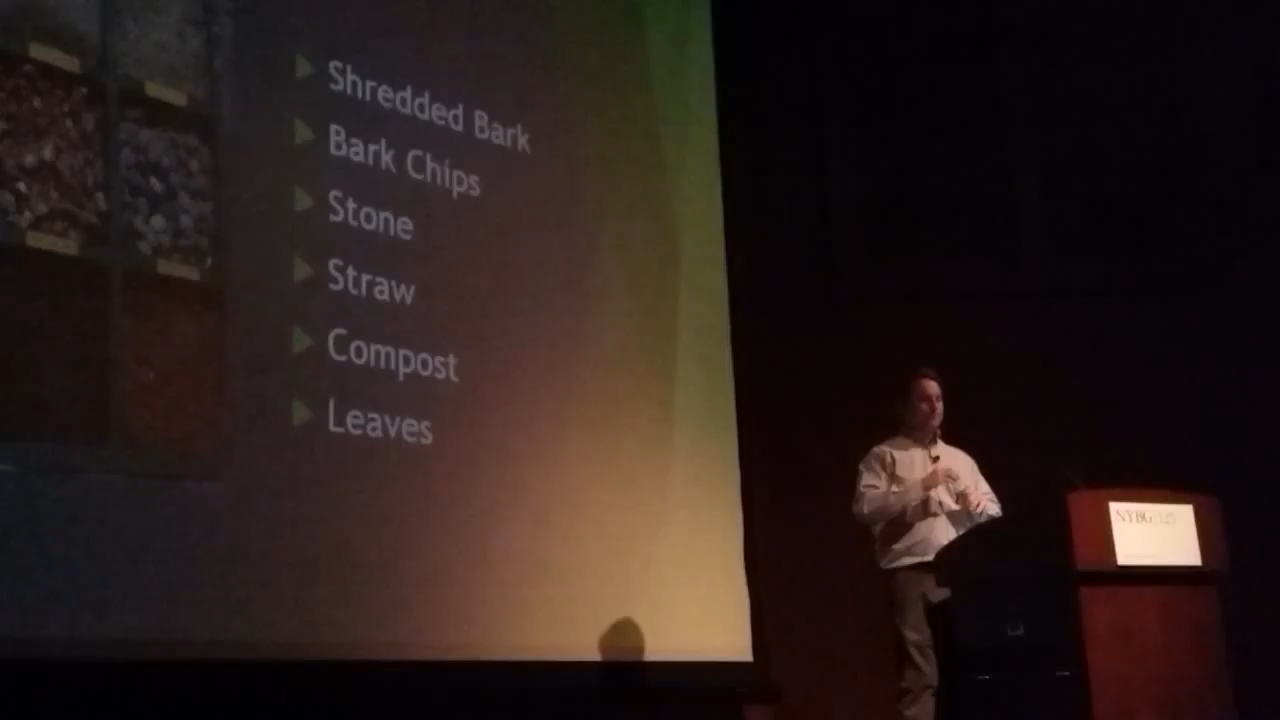 Shredded Bark
Bark Chips
Stone
Straw
Compost
Leaves
NYBG